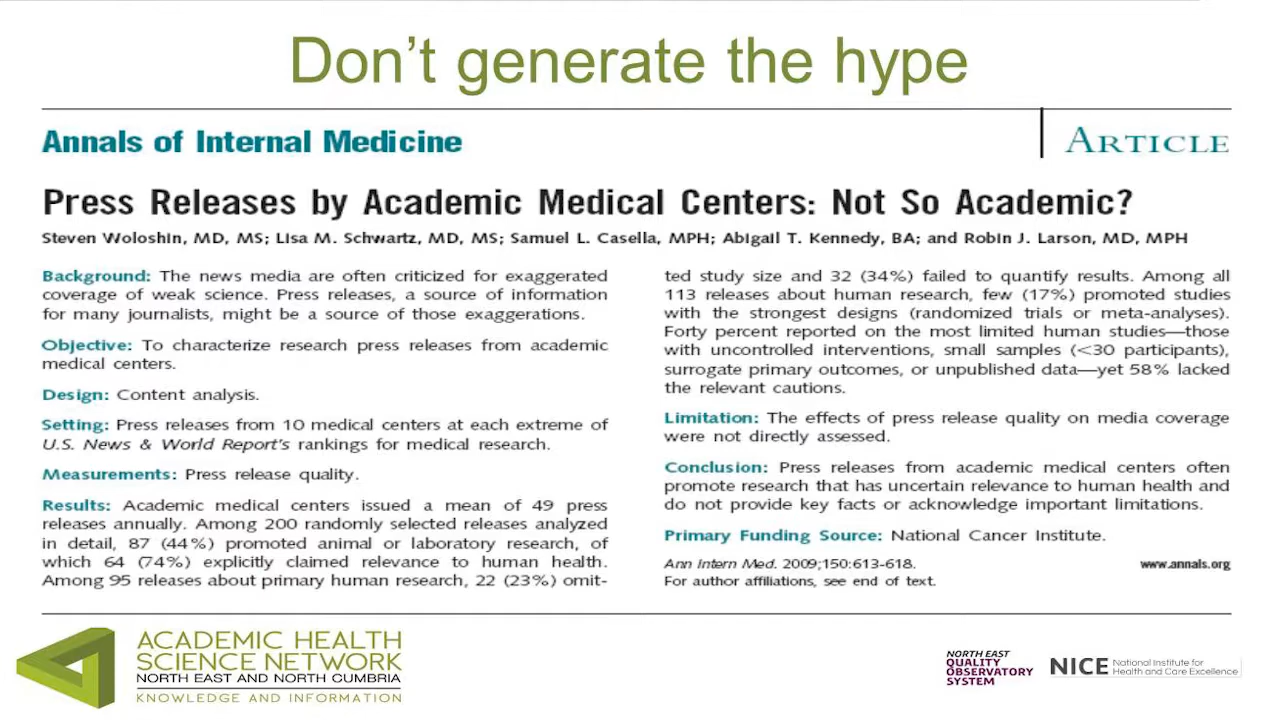 Don't generate the hype
Annals of Internal Medicine
ARTICLE
Press Releases by Academic Medical Centers: Not So Academic?
Steven Woloshin, MD, MS; Lisa M. Schwartz, MD, MS; Samuel L. Casella, MPH; Abigail T. Kennedy, BA; and Robin J. Larson, MD, MPH
Background: The news media are often criticized for exaggerated
coverage of weak science. Press releases, a source of information
for many journalists, might be a source of those exaggerations.
Objective: To characterize research press releases from academic
medical centers.
Design: Content analysis.
Setting: Press releases from 10 medical centers at each extreme of
U.S. News & World Report's rankings for medical research.
Measurements: Press release quality.
Results: Academic medical centers issued a mean of 49 press
releases annually. Among 200 randomly selected releases analyzed
in detail, 87 (44%) promoted animal or laboratory research, of
which 64 (74%) explicitly claimed relevance to human health.
Among 95 releases about primary human research, 22 (23%) omit-
ted study size and 32 (34%) failed to quantify results. Among all
113 releases about human research, few (17%) promoted studies
with the strongest designs (randomized trials or meta-analyses).
Forty percent reported on the most limited human studies—those
with uncontrolled interventions, small samples (<30 participants),
surrogate primary outcomes, or unpublished data—yet 58% lacked
the relevant cautions.
Limitation: The effects of press release quality on media coverage
were not directly assessed.
Conclusion: Press releases from academic medical centers often
promote research that has uncertain relevance to human health and
do not provide key facts or acknowledge important limitations.
Primary Funding Source: National Cancer Institute.
Ann Intern Med. 2009;150:613-618.
www.annals.org
For author affiliations, see end of text.
ACADEMIC HEALTH
SCIENCE NETWORK
NORTH EAST AND NORTH CUMBRIA
KNOWLEDGE AND INFORMATION
NORTH EAST
QUALITY
OBSERVATORY
SYSTEM
NICE National Institute for
Health and Care Excellence